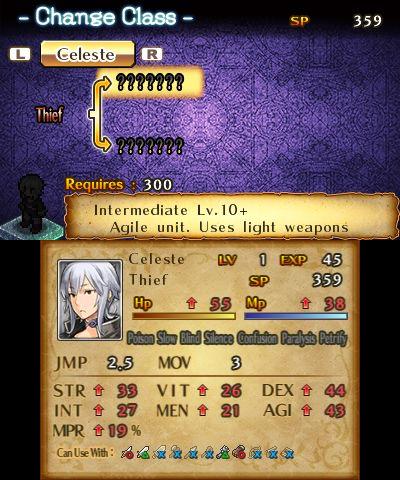 - Change Class -
SP 359
L Celeste R
???????
Thief
???????
Requires : 300
Intermediate Lv.10+
Agile unit. Uses light weapons
Celeste LV 1 EXP 45
Thief SP 359
Hp 55 Mp 38
Poison Slow Blind Silence Confusion Paralysis Petrify
JMP 2.5 MOV 3
STR 33 VIT 26 DEX 44
INT 27 MEN 21 AGI 43
MPR 19 %
Can Use With :